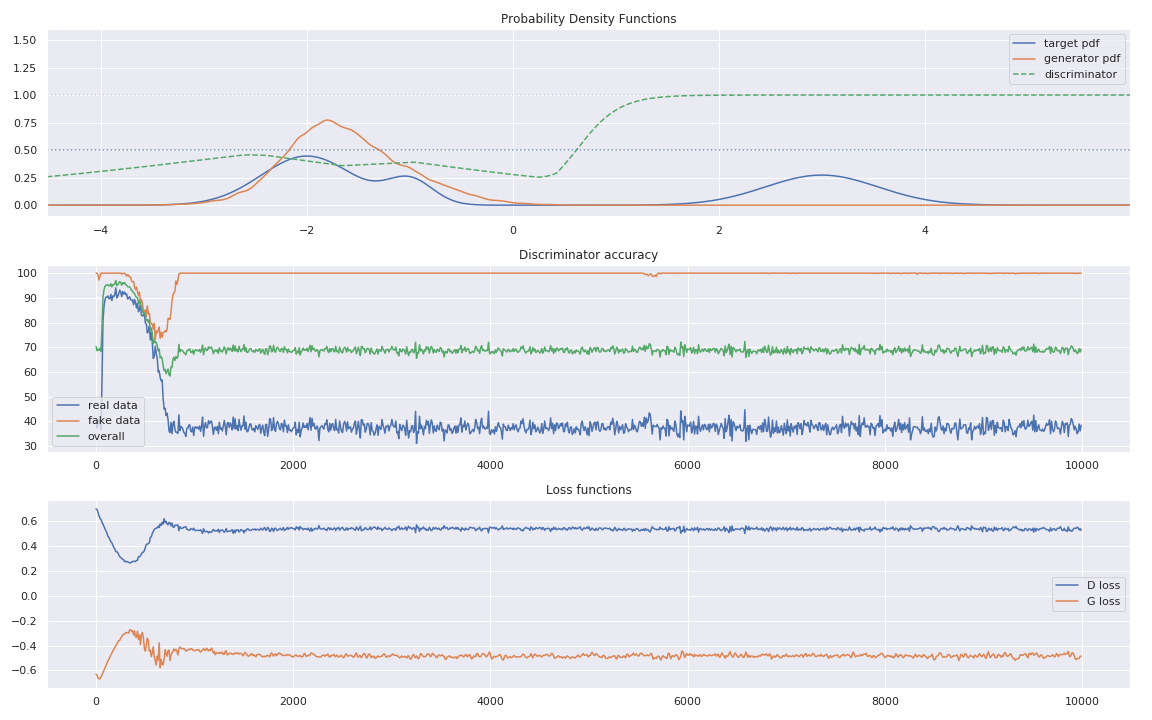 Probability Density Functions
1.50
1.25
1.00
0.75
0.50
0.25
0.00
target pdf
generator pdf
discriminator
−4 −2 0 2 4
Discriminator accuracy
100
90
80
70
60
50
40
30
real data
fake data
overall
0 2000 4000 6000 8000 10000
Loss functions
0.6
0.4
0.2
0.0
−0.2
−0.4
−0.6
D loss
G loss
0 2000 4000 6000 8000 10000